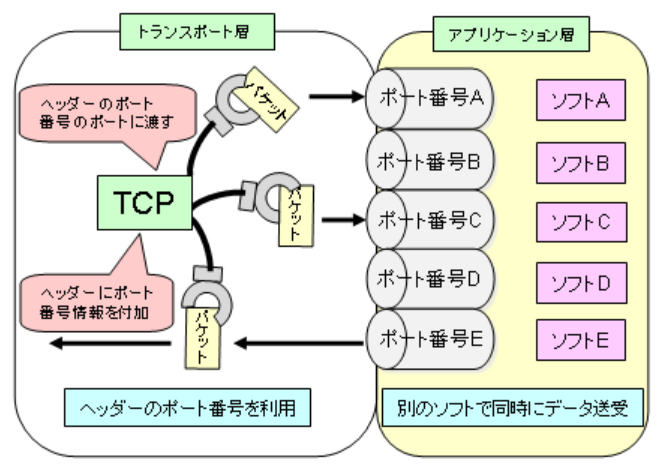 トランスポート層
アプリケーション層
ヘッダーのポート
番号のポートに渡す
パケット
ポート番号A
ソフトA
ポート番号B
ソフトB
TCP
パケット
ポート番号C
ソフトC
ヘッダーにポート
番号情報を付加
ポート番号D
ソフトD
パケット
ポート番号E
ソフトE
ヘッダーのポート番号を利用
別のソフトで同時にデータ送受